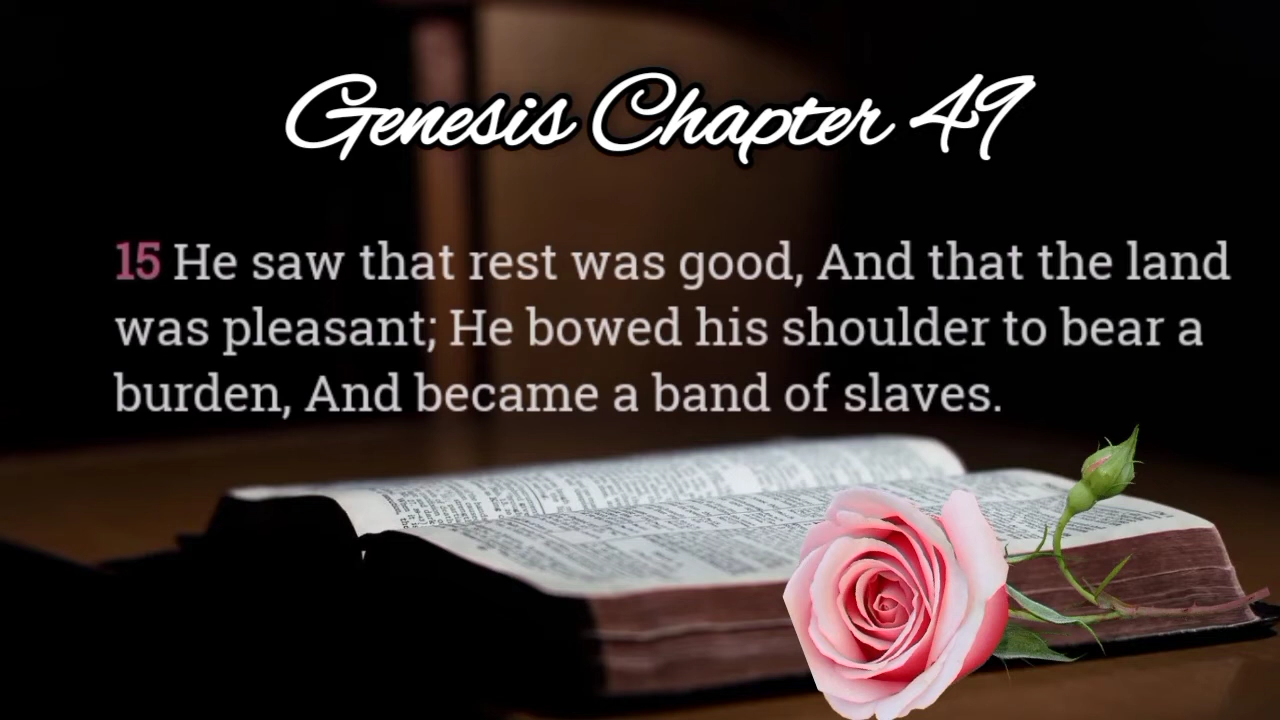 Genesis Chapter 49
15 He saw that rest was good, And that the land
was pleasant; He bowed his shoulder to bear a
burden, And became a band of slaves.